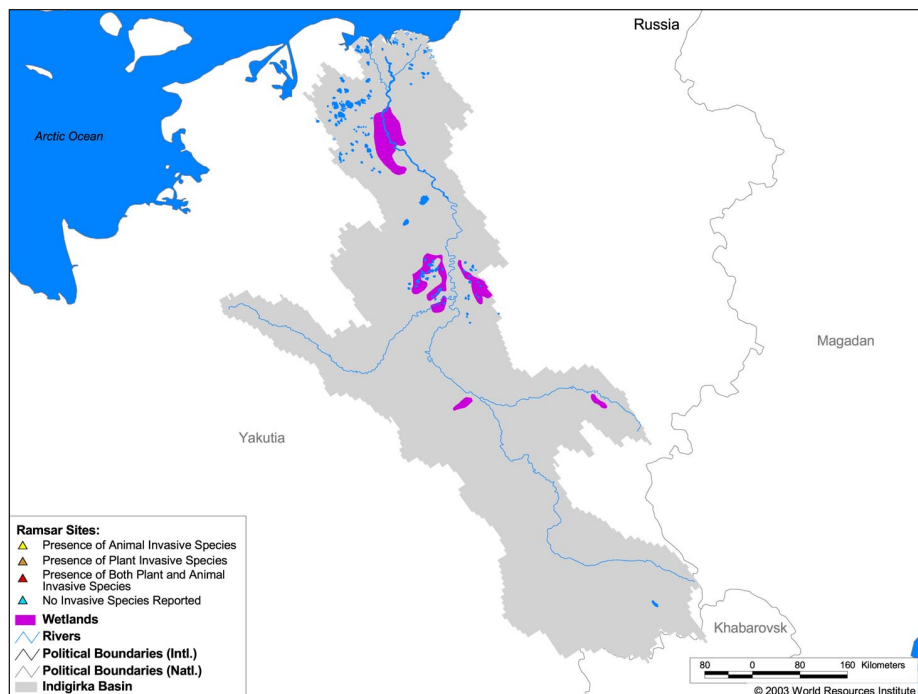 Russia
Arctic Ocean
Magadan
Yakutia
Khabarovsk
Ramsar Sites:
Presence of Animal Invasive Species
Presence of Plant Invasive Species
Presence of Both Plant and Animal
Invasive Species
No Invasive Species Reported
Wetlands
Rivers
Political Boundaries (Intl.)
Political Boundaries (Natl.)
Indigirka Basin
80 0 80 160 Kilometers
© 2003 World Resources Institute